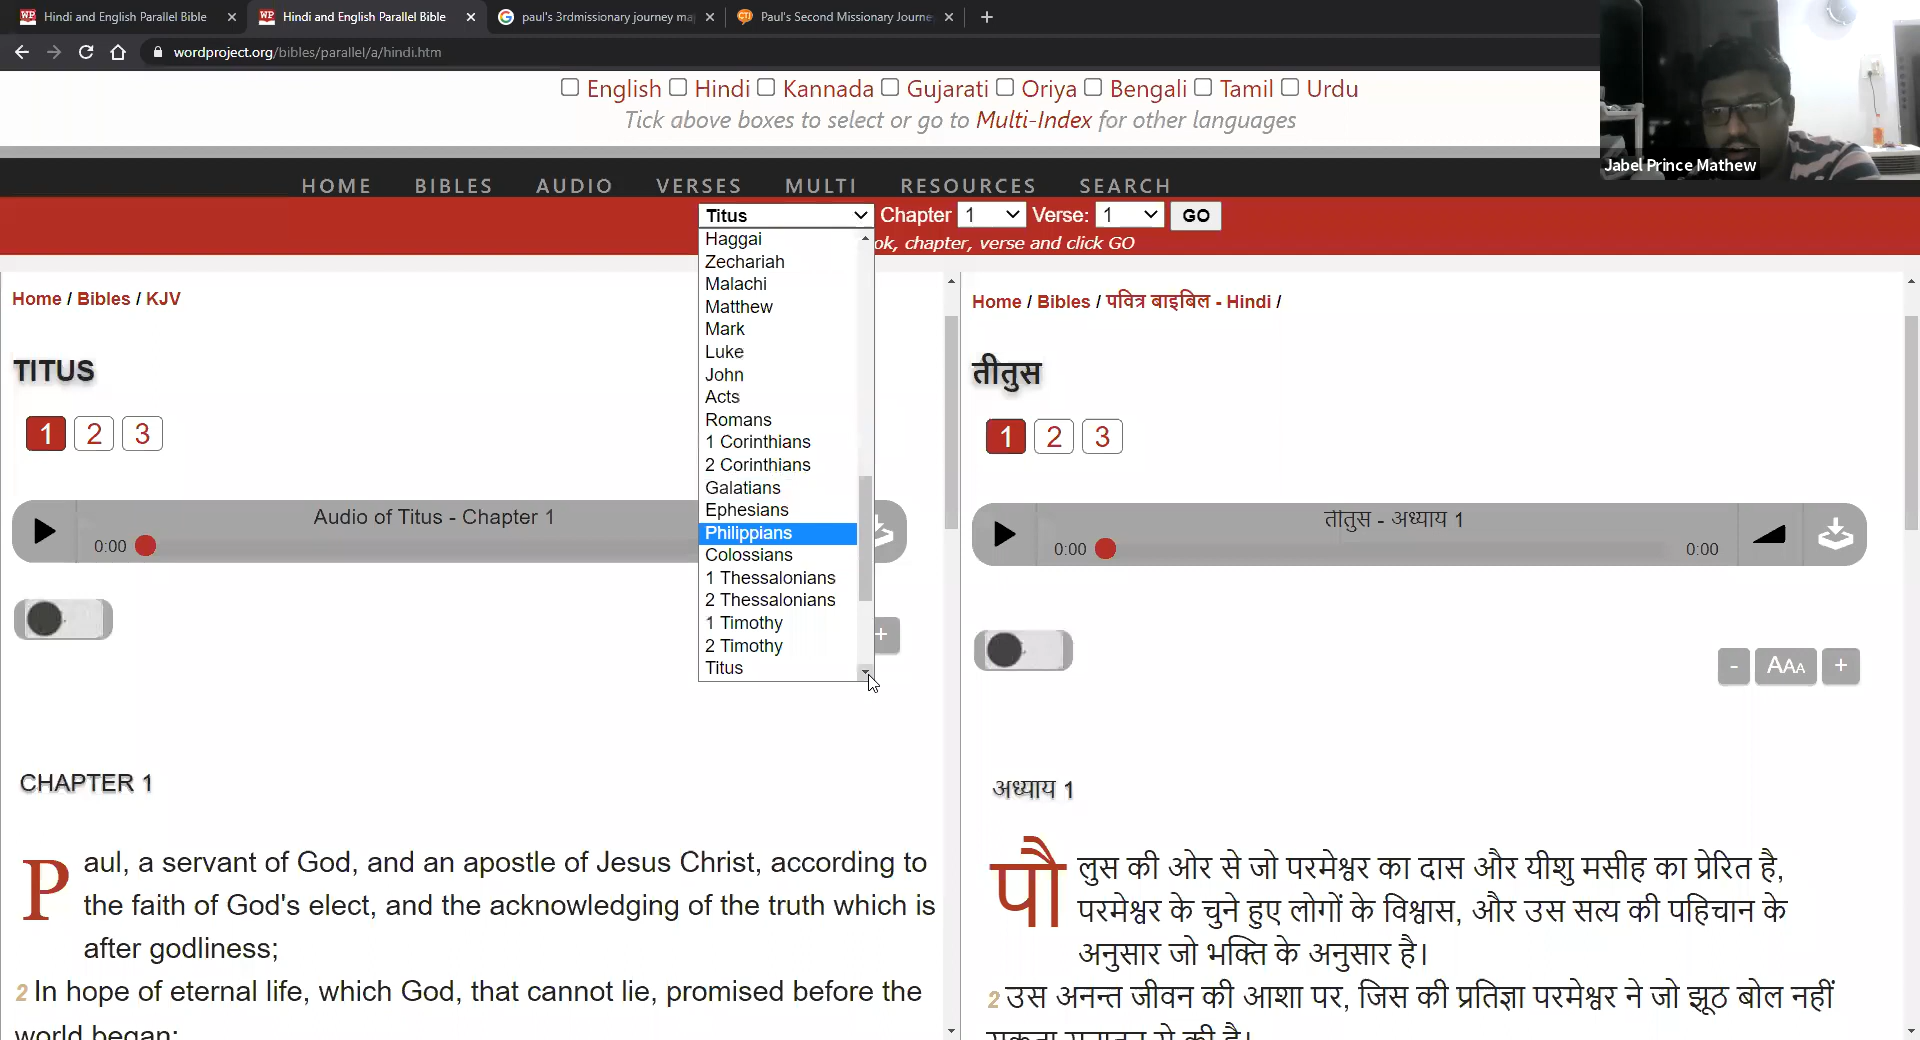 Hindi and English Parallel Bible
Hindi and English Parallel Bible
paul's 3rdmissionary journey ma
Paul's Second Missionary Journe
wordproject.org/bibles/parallel/a/hindi.htm
English Hindi Kannada Gujarati Oriya Bengali Tamil Urdu
Tick above boxes to select or go to Multi-Index for other languages
Jabel Prince Mathew
HOME BIBLES AUDIO VERSES MULTI RESOURCES SEARCH
Titus Chapter 1 Verse: 1 GO
ok, chapter, verse and click GO
Haggai
Zechariah
Malachi
Matthew
Mark
Luke
John
Acts
Romans
1 Corinthians
2 Corinthians
Galatians
Ephesians
Philippians
Colossians
1 Thessalonians
2 Thessalonians
1 Timothy
2 Timothy
Titus
Home / Bibles / KJV
TITUS
1 2 3
Audio of Titus - Chapter 1
0:00
+
CHAPTER 1
Paul, a servant of God, and an apostle of Jesus Christ, according to
the faith of God's elect, and the acknowledging of the truth which is
after godliness;
2 In hope of eternal life, which God, that cannot lie, promised before the
world began;
Home / Bibles / पवित्र बाइबिल - Hindi /
तीतुस
1 2 3
तीतुस - अध्याय 1
0:00 0:00
- AAA +
अध्याय 1
पौलुस की ओर से जो परमेश्वर का दास और यीशु मसीह का प्रेरित है,
परमेश्वर के चुने हुए लोगों के विश्वास, और उस सत्य की पहिचान के
अनुसार जो भक्ति के अनुसार है।
2 उस अनन्त जीवन की आशा पर, जिस की प्रतिज्ञा परमेश्वर ने जो झूठ बोल नहीं